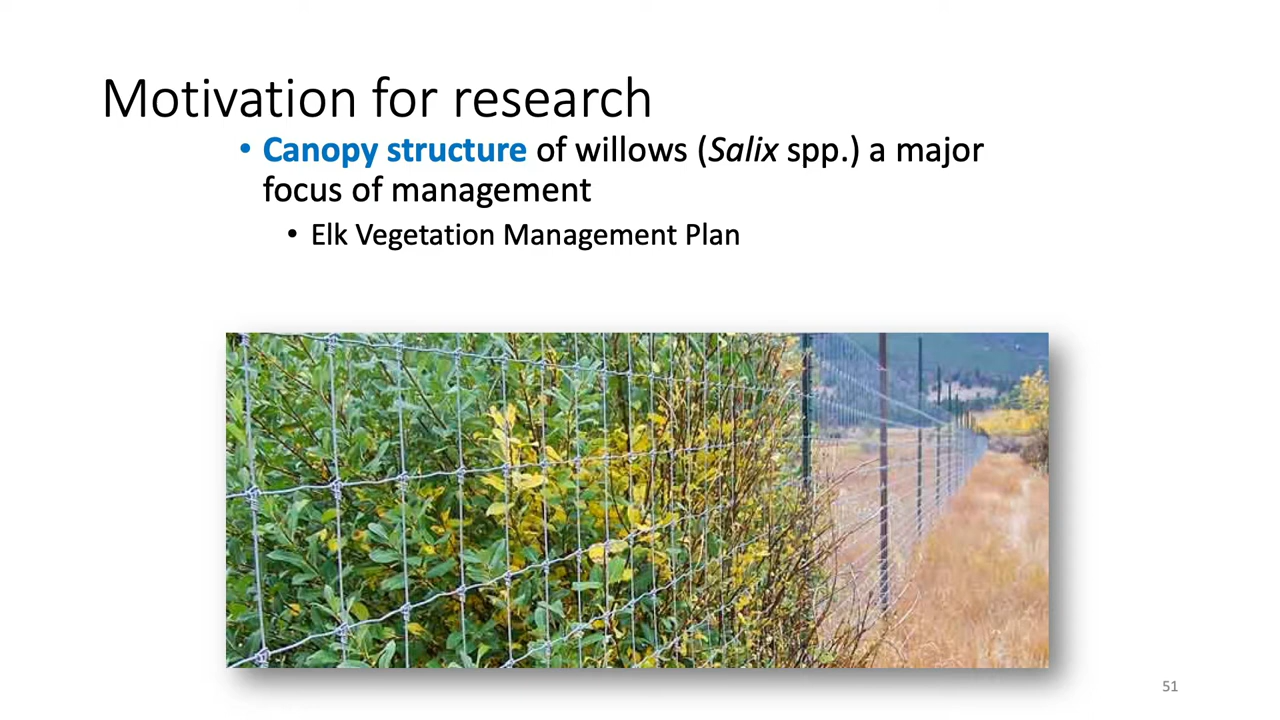 Motivation for research
• Canopy structure of willows (Salix spp.) a major
focus of management
• Elk Vegetation Management Plan
51